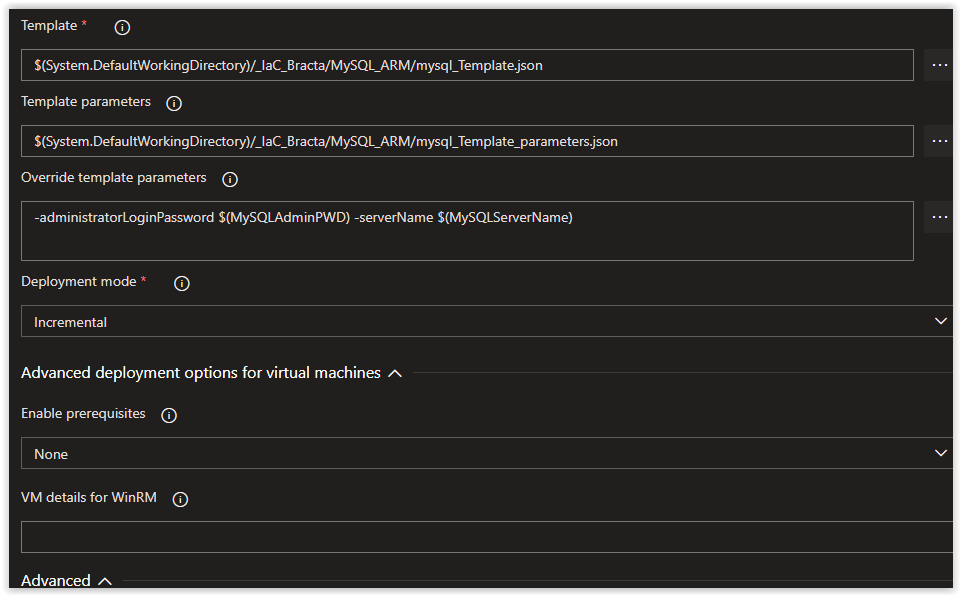 Template *
$(System.DefaultWorkingDirectory)/_IaC_Bracta/MySQL_ARM/mysql_Template.json
Template parameters
$(System.DefaultWorkingDirectory)/_IaC_Bracta/MySQL_ARM/mysql_Template_parameters.json
Override template parameters
-administratorLoginPassword $(MySQLAdminPWD) -serverName $(MySQLServerName)
Deployment mode *
Incremental
Advanced deployment options for virtual machines
Enable prerequisites
None
VM details for WinRM
Advanced